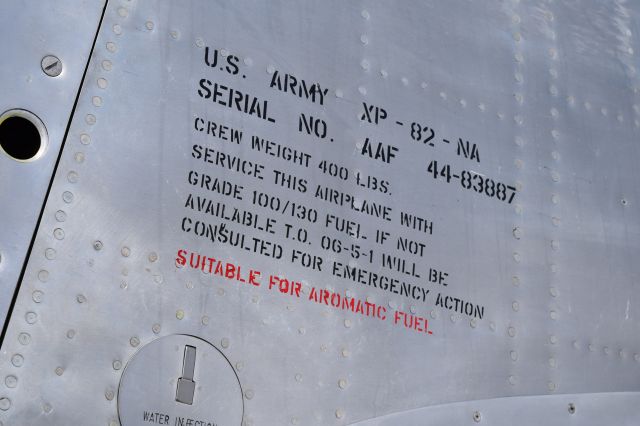 U.S. ARMY XP-82-NA
SERIAL NO. AAF 44-83887
CREW WEIGHT 400 LBS.
SERVICE THIS AIRPLANE WITH
GRADE 100/130 FUEL IF NOT
AVAILABLE T.O. 06-5-1 WILL BE
CONSULTED FOR EMERGENCY ACTION
SUITABLE FOR AROMATIC FUEL
WATER INJECTION